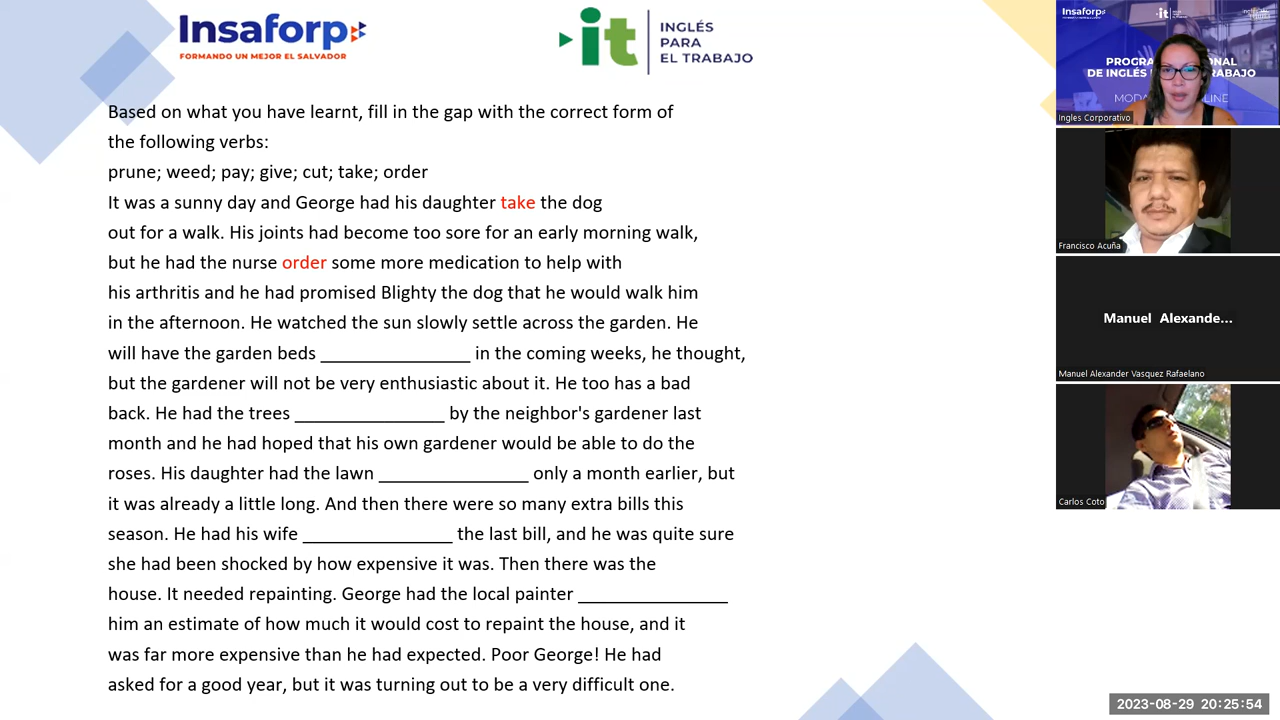 Insaforp
FORMANDO UN MEJOR EL SALVADOR
it
INGLÉS
PARA
EL TRABAJO
Based on what you have learnt, fill in the gap with the correct form of
the following verbs:
prune; weed; pay; give; cut; take; order
It was a sunny day and George had his daughter take the dog
out for a walk. His joints had become too sore for an early morning walk,
but he had the nurse order some more medication to help with
his arthritis and he had promised Blighty the dog that he would walk him
in the afternoon. He watched the sun slowly settle across the garden. He
will have the garden beds _______________ in the coming weeks, he thought,
but the gardener will not be very enthusiastic about it. He too has a bad
back. He had the trees _______________ by the neighbor's gardener last
month and he had hoped that his own gardener would be able to do the
roses. His daughter had the lawn _______________ only a month earlier, but
it was already a little long. And then there were so many extra bills this
season. He had his wife _______________ the last bill, and he was quite sure
she had been shocked by how expensive it was. Then there was the
house. It needed repainting. George had the local painter _______________
him an estimate of how much it would cost to repaint the house, and it
was far more expensive than he had expected. Poor George! He had
asked for a good year, but it was turning out to be a very difficult one.
Insaforp
it
PROGRA ONAL
DE INGLÉS RABAJO
MODA LINE
Ingles Corporativo
Francisco Acuña
Manuel Alexande...
Manuel Alexander Vasquez Rafaelano
Carlos Coto
2023-08-29 20:25:54